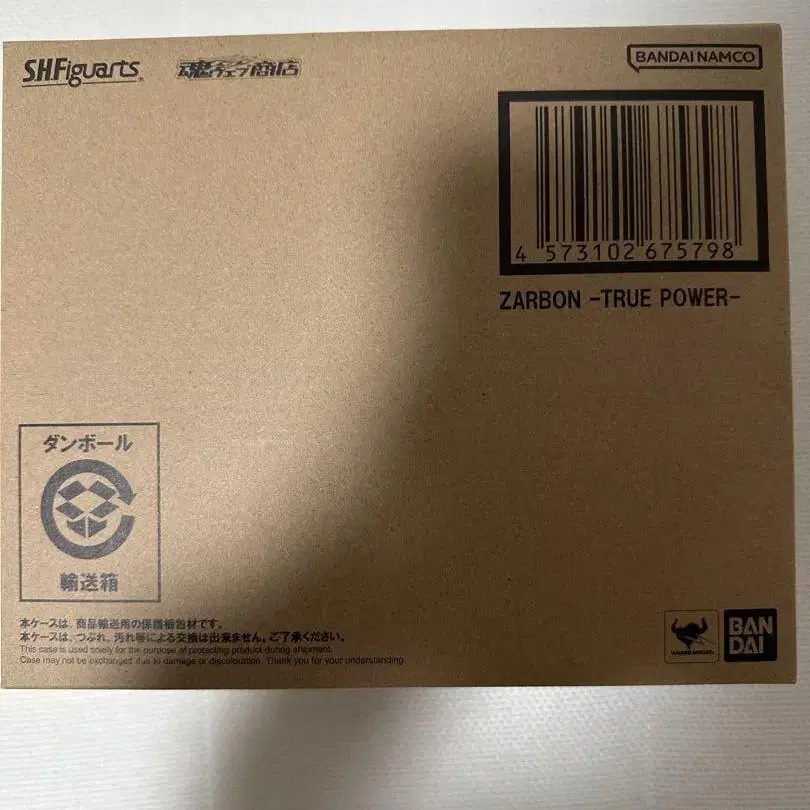 S.H.Figuarts
魂ウェブ商店
BANDAI NAMCO
4 573102 675798
ZARBON -TRUE POWER-
ダンボール
輸送箱
本ケースは、商品輸送用の保護梱包材です。
本ケースは、つぶれ、汚れ等による交換は出来ません。ご了承ください。
This case is used solely for the purpose of protecting product during shipment.
Case may not be exchanged due to damage or discoloration. Thank you for your understanding.
TAMASHII NATIONS
BAN
DAI